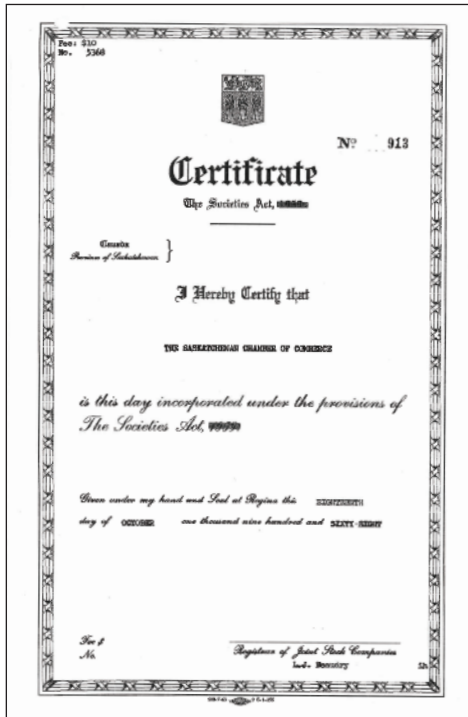 Fee: $10
No. 5368
No 913
Certificate
The Societies Act,
Canada
Province of Saskatchewan
I Hereby Certify that
THE SASKATCHEWAN CHAMBER OF COMMERCE
is this day incorporated under the provisions of
The Societies Act,
Given under my hand and Seal at Regina this EIGHTEENTH
day of OCTOBER one thousand nine hundred and SIXTY-EIGHT
Fee $
No.
Registrar of Joint Stock Companies